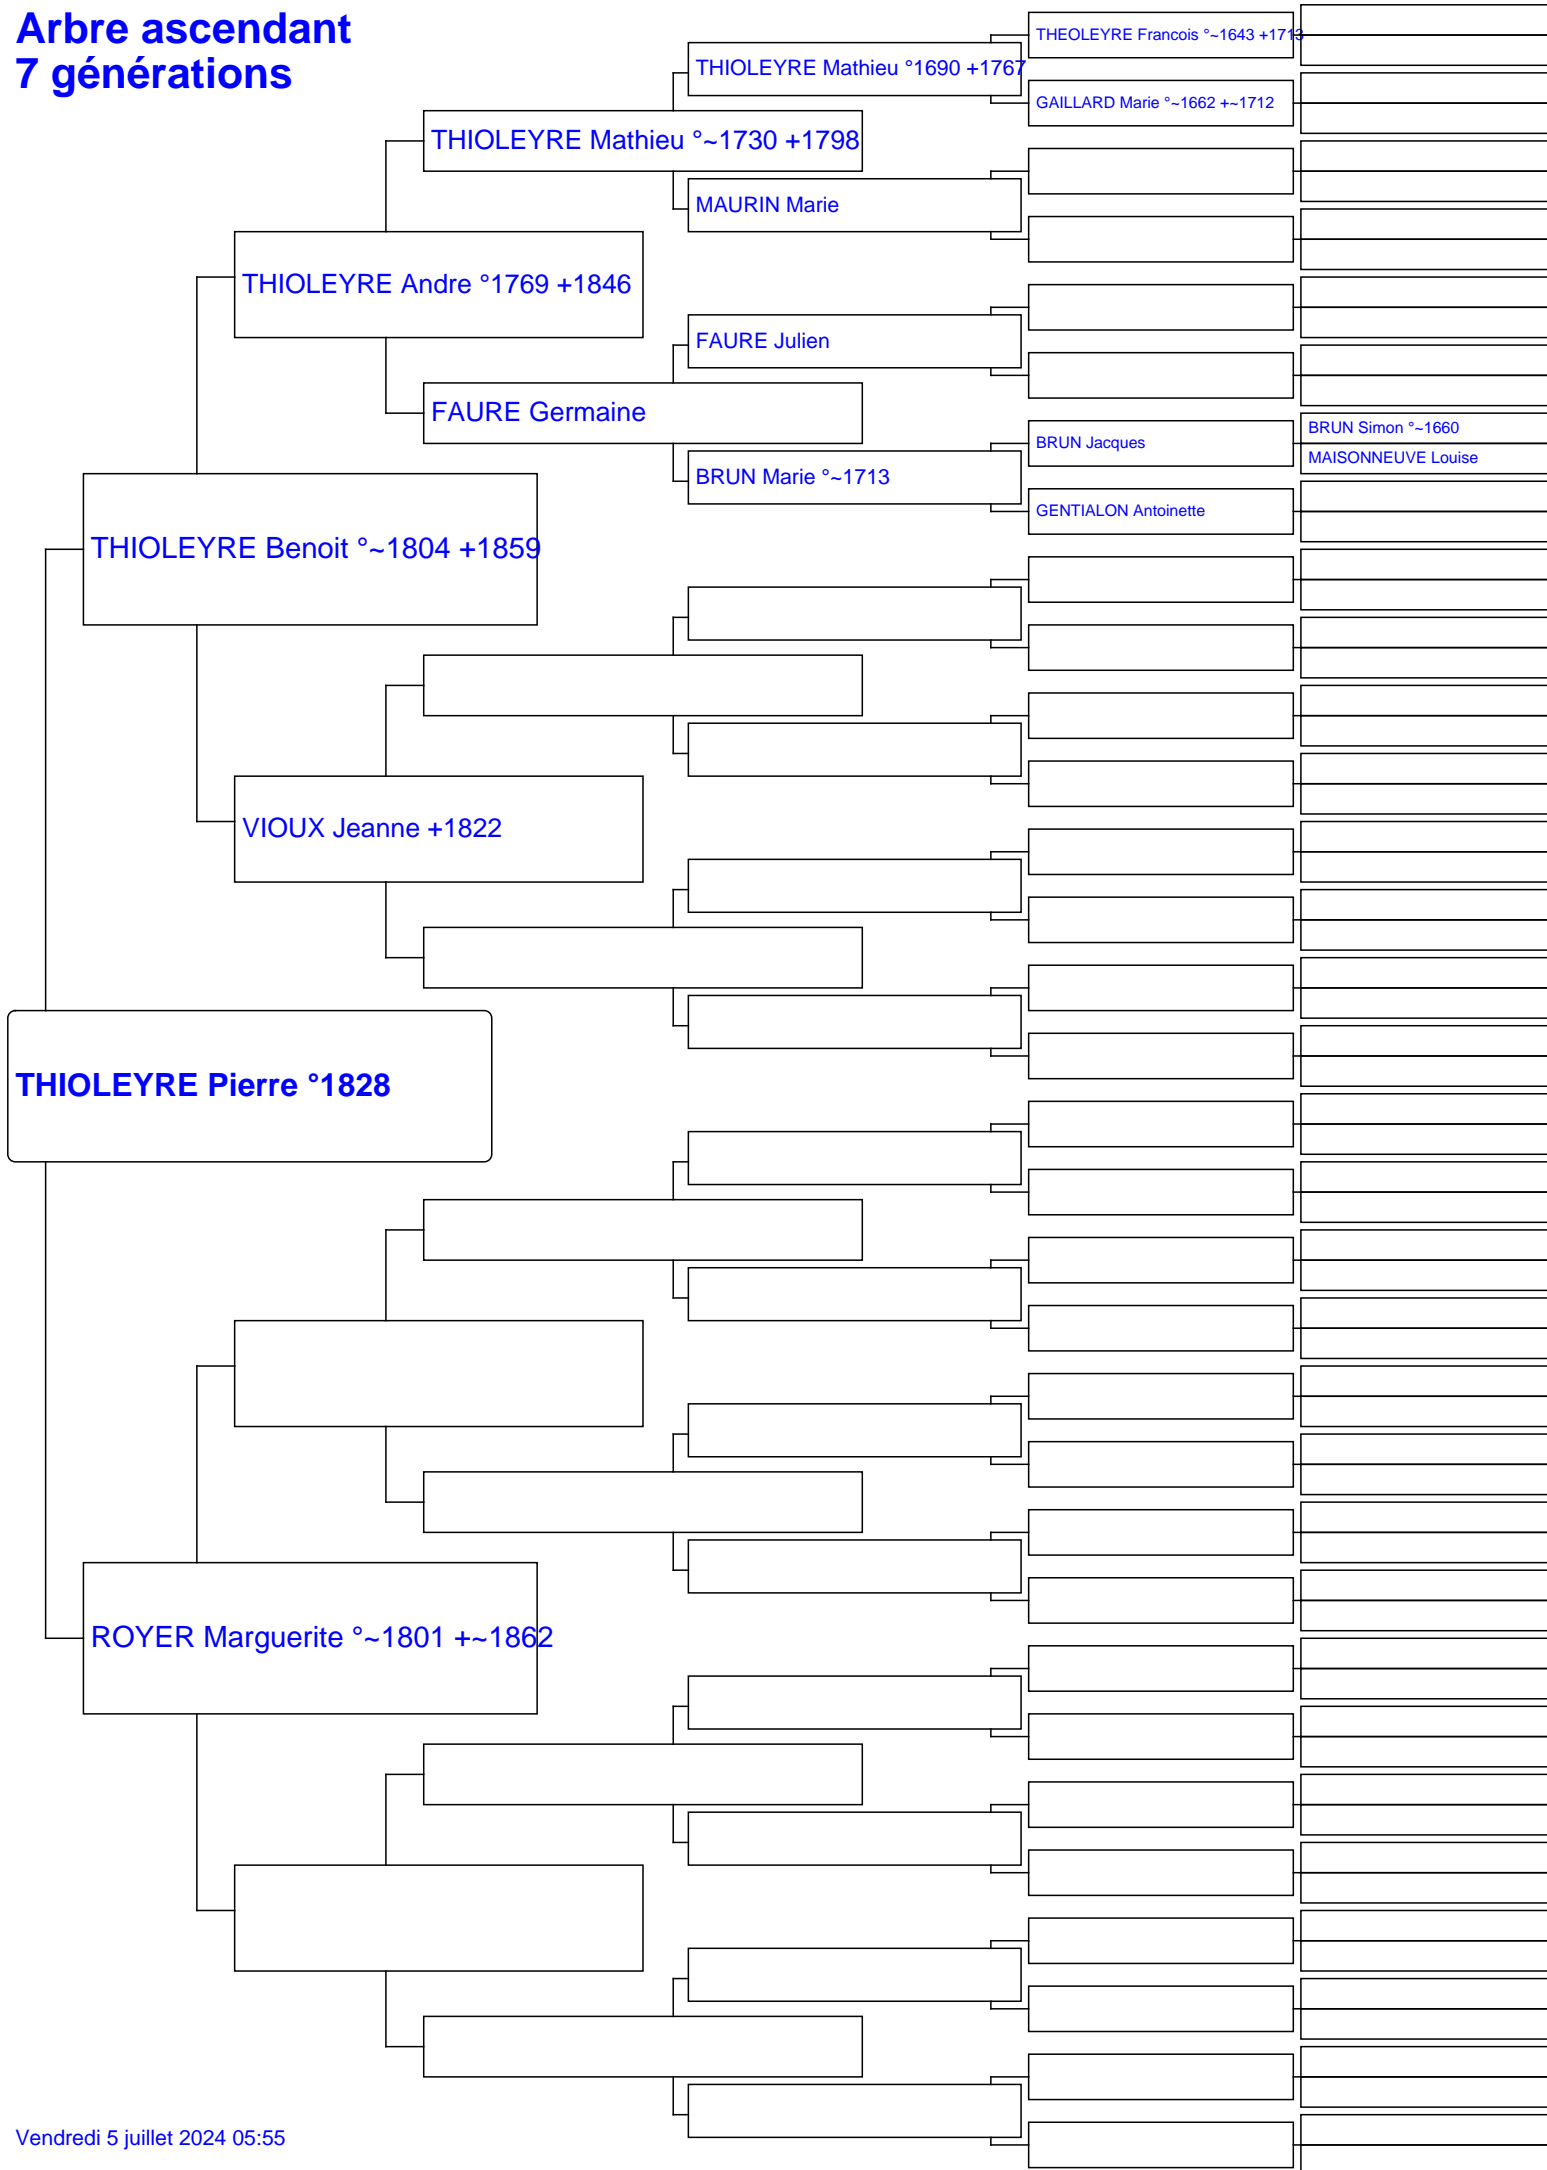 Arbre ascendant
7 générations
THEOLEYRE Francois °~1643 +1713
THIOLEYRE Mathieu °1690 +1767
GAILLARD Marie °~1662 +~1712
THIOLEYRE Mathieu °~1730 +1798
MAURIN Marie
THIOLEYRE Andre °1769 +1846
FAURE Julien
FAURE Germaine
BRUN Simon °~1660
BRUN Jacques
MAISONNEUVE Louise
BRUN Marie °~1713
GENTIALON Antoinette
THIOLEYRE Benoit °~1804 +1859
VIOUX Jeanne +1822
THIOLEYRE Pierre °1828
ROYER Marguerite °~1801 +~1862
Vendredi 5 juillet 2024 05:55